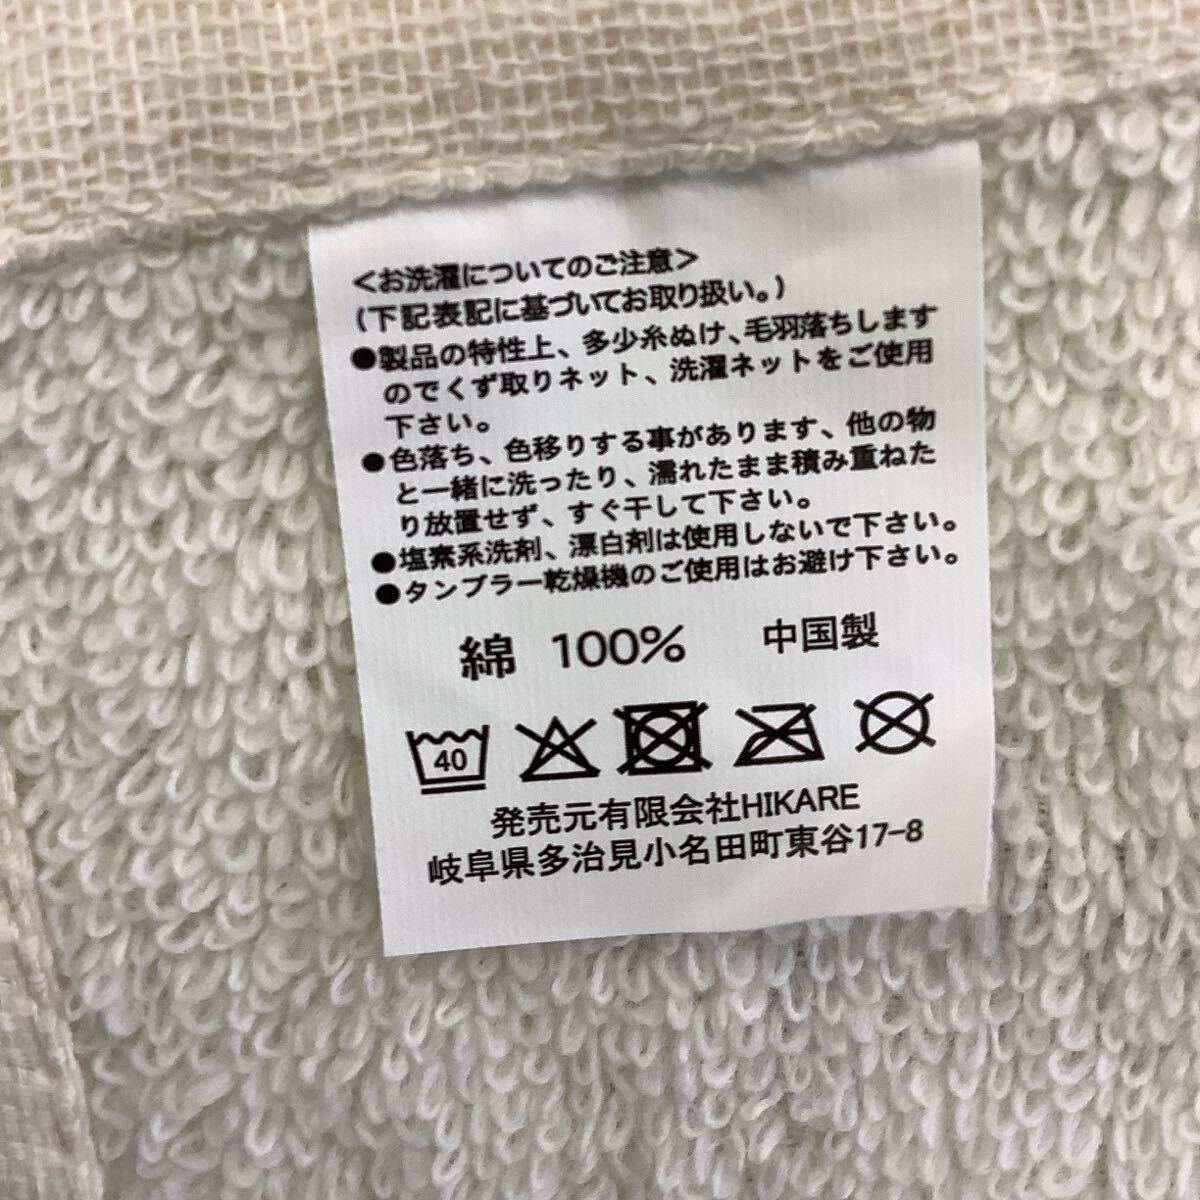 <お洗濯についてのご注意>
(下記表記に基づいてお取り扱い。)
●製品の特性上、多少糸ぬけ、毛羽落ちします
のでくず取りネット、洗濯ネットをご使用
下さい。
●色落ち、色移りする事があります、他の物
と一緒に洗ったり、濡れたまま積み重ねた
り放置せず、すぐ干して下さい。
●塩素系洗剤、漂白剤は使用しないで下さい。
●タンブラー乾燥機のご使用はお避け下さい。
綿 100% 中国製
40
発売元有限会社HIKARE
岐阜県多治見小名田町東谷17-8